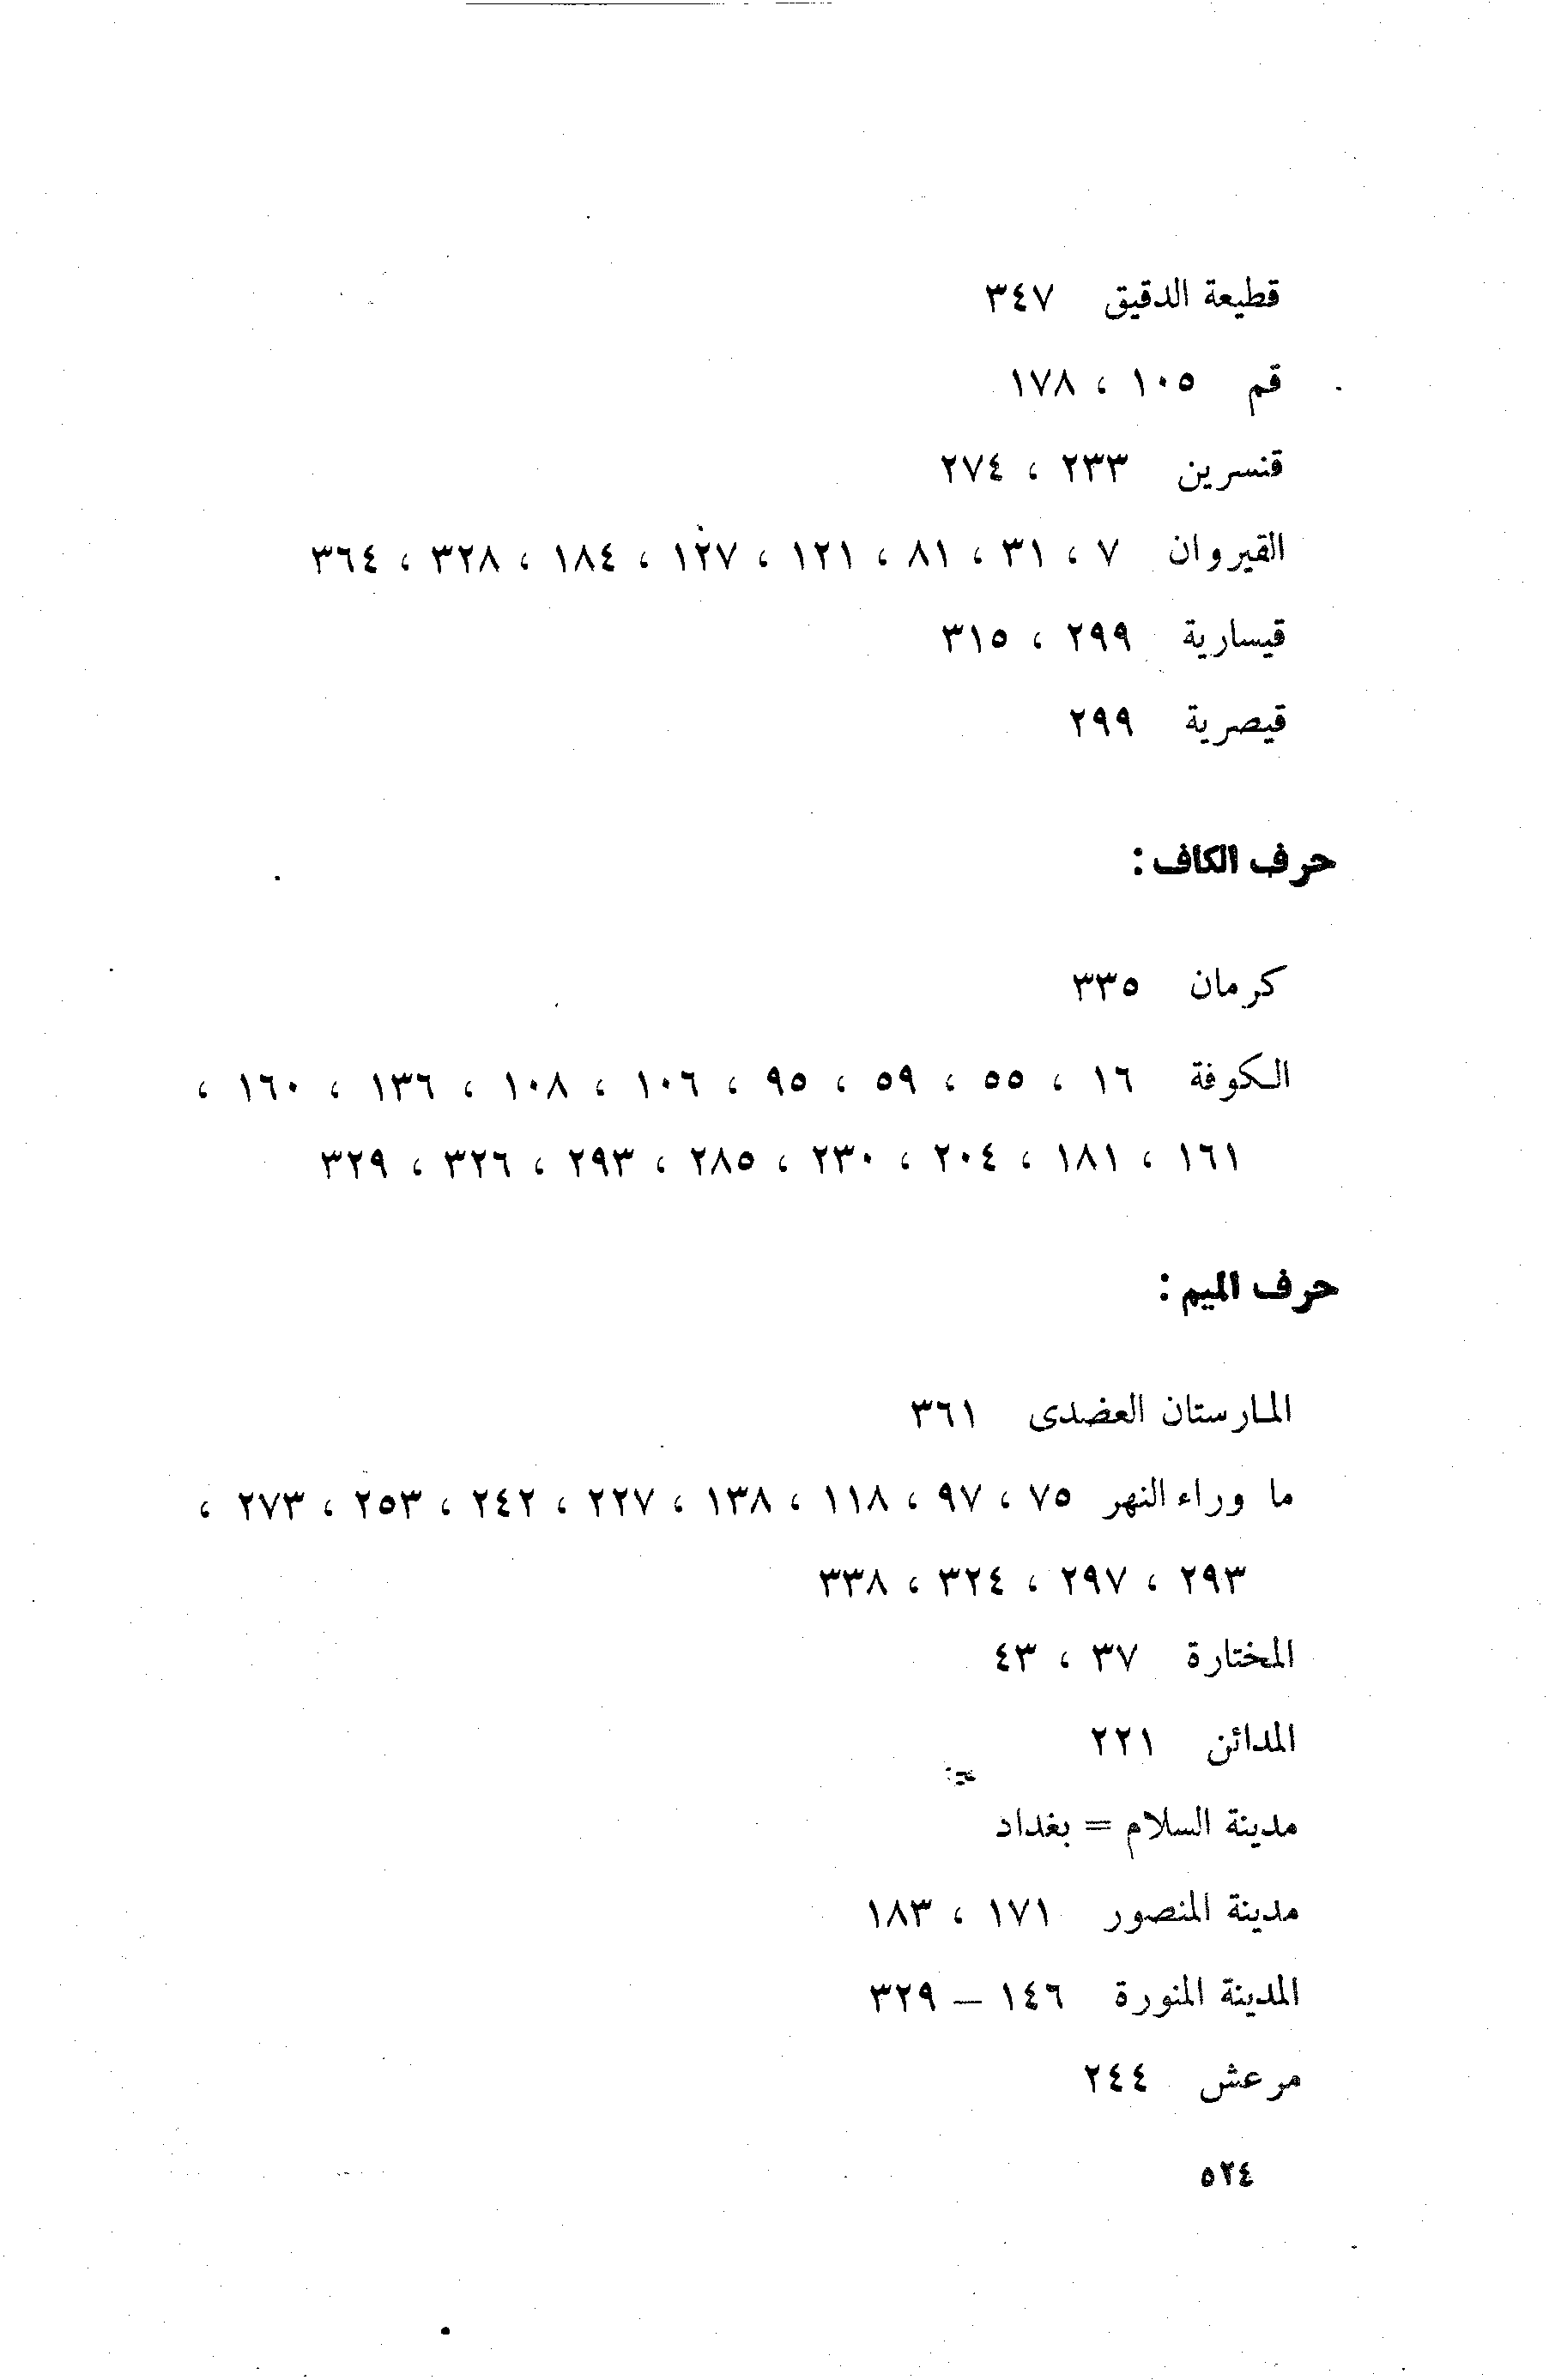 قطيعة الدقيق ٣٤٧
قم ١٠٥ ، ١٧٨
قنسرين ٢٣٣ ، ٢٧٤
القيروان ٧ ، ٣١ ، ٨١ ، ١٢١ ، ١٢٧ ، ١٨٤ ، ٣٢٨ ، ٣٦٤
قيسارية ٢٩٩ ، ٣١٥
قيصرية ٢٩٩
حرف الكاف :
كرمان ٣٣٥
الكوفة ١٦ ، ٥٥ ، ٥٩ ، ٩٥ ، ١٠٦ ، ١٠٨ ، ١٣٦ ، ١٦٠ ،
١٦١ ، ١٨١ ، ٢٠٤ ، ٢٣٠ ، ٢٨٥ ، ٢٩٣ ، ٣٢٦ ، ٣٢٩
حرف الميم :
المارستان العضدى ٣٦١
ما وراء النهر ٧٥ ، ٩٧ ، ١١٨ ، ١٣٨ ، ٢٢٧ ، ٢٤٢ ، ٢٥٣ ، ٢٧٣ ،
٢٩٣ ، ٢٩٧ ، ٣٢٤ ، ٣٣٨
المختارة ٣٧ ، ٤٣
المدائن ٢٢١
مدينة السلام = بغداد
مدينة المنصور ١٧١ ، ١٨٣
المدينة المنورة ١٤٦ – ٣٢٩
مرعش ٢٤٤
٥٢٤